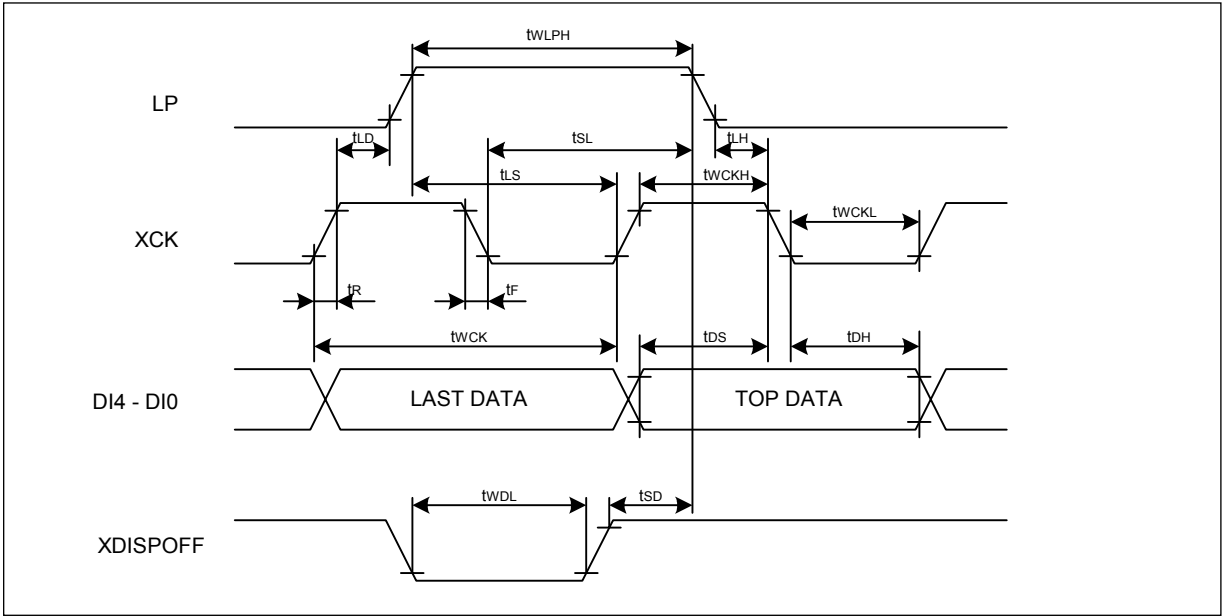 tWLPH
LP
tLD
tSL
tLH
tLS
tWCKH
XCK
tWCKL
tR
tF
tWCK
tDS
tDH
DI4 - DI0
LAST DATA
TOP DATA
tWDL
tSD
XDISPOFF